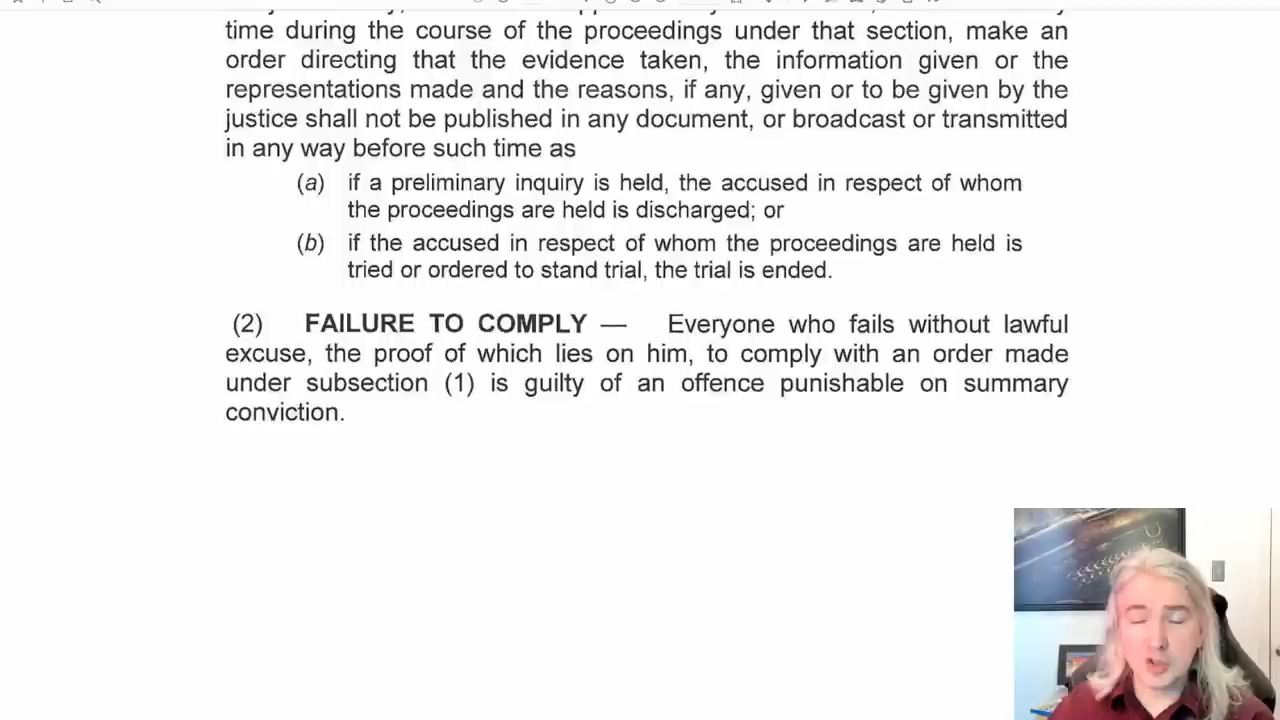 time during the course of the proceedings under that section, make an
order directing that the evidence taken, the information given or the
representations made and the reasons, if any, given or to be given by the
justice shall not be published in any document, or broadcast or transmitted
in any way before such time as
(a) if a preliminary inquiry is held, the accused in respect of whom
the proceedings are held is discharged; or
(b) if the accused in respect of whom the proceedings are held is
tried or ordered to stand trial, the trial is ended.
(2) FAILURE TO COMPLY — Everyone who fails without lawful
excuse, the proof of which lies on him, to comply with an order made
under subsection (1) is guilty of an offence punishable on summary
conviction.